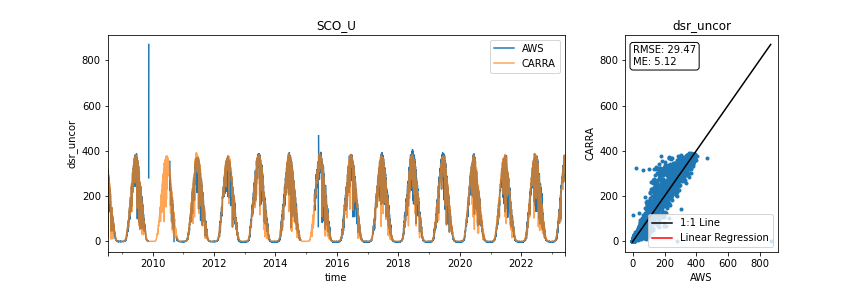 SCO_U
dsr_uncor
800
600
400
200
0
2010
2012
2014
2016
2018
2020
2022
time
AWS
CARRA
dsr_uncor
CARRA
800
600
400
200
0
0
200
400
600
800
AWS
RMSE: 29.47
ME: 5.12
1:1 Line
Linear Regression